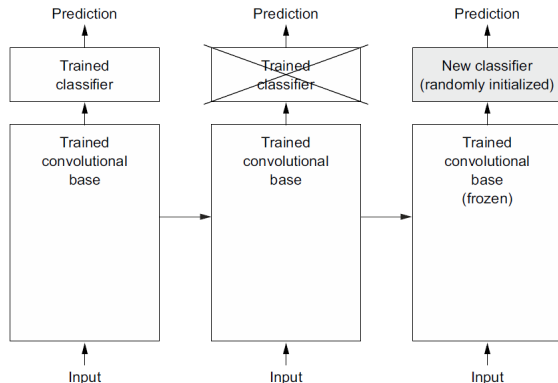 Prediction
Trained
classifier
Trained
convolutional
base
Input
Prediction
Trained
classifier
Trained
convolutional
base
Input
Prediction
New classifier
(randomly initialized)
Trained
convolutional
base
(frozen)
Input